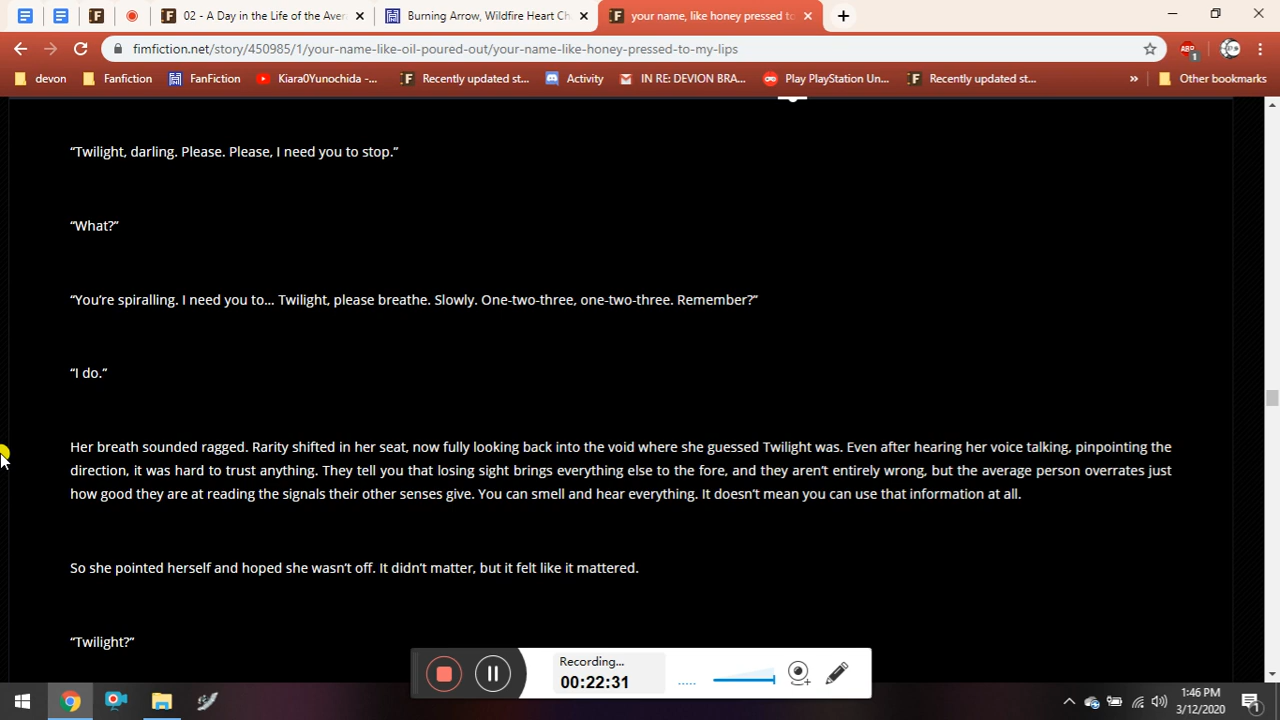 02 - A Day in the Life of the Aver
Burning Arrow, Wildfire Heart Ch
your name, like honey pressed to
fimfiction.net/story/450985/1/your-name-like-oil-poured-out/your-name-like-honey-pressed-to-my-lips
devon
Fanfiction
FanFiction
Kiara0Yunochida -...
Recently updated st...
Activity
IN RE: DEVION BRA...
Play PlayStation Un...
Recently updated st...
»
Other bookmarks
“Twilight, darling. Please. Please, I need you to stop.”
“What?”
“You’re spiralling. I need you to... Twilight, please breathe. Slowly. One-two-three, one-two-three. Remember?”
“I do.”
Her breath sounded ragged. Rarity shifted in her seat, now fully looking back into the void where she guessed Twilight was. Even after hearing her voice talking, pinpointing the
direction, it was hard to trust anything. They tell you that losing sight brings everything else to the fore, and they aren’t entirely wrong, but the average person overrates just
how good they are at reading the signals their other senses give. You can smell and hear everything. It doesn’t mean you can use that information at all.
So she pointed herself and hoped she wasn’t off. It didn’t matter, but it felt like it mattered.
“Twilight?”
Recording...
00:22:31
1:46 PM
3/12/2020